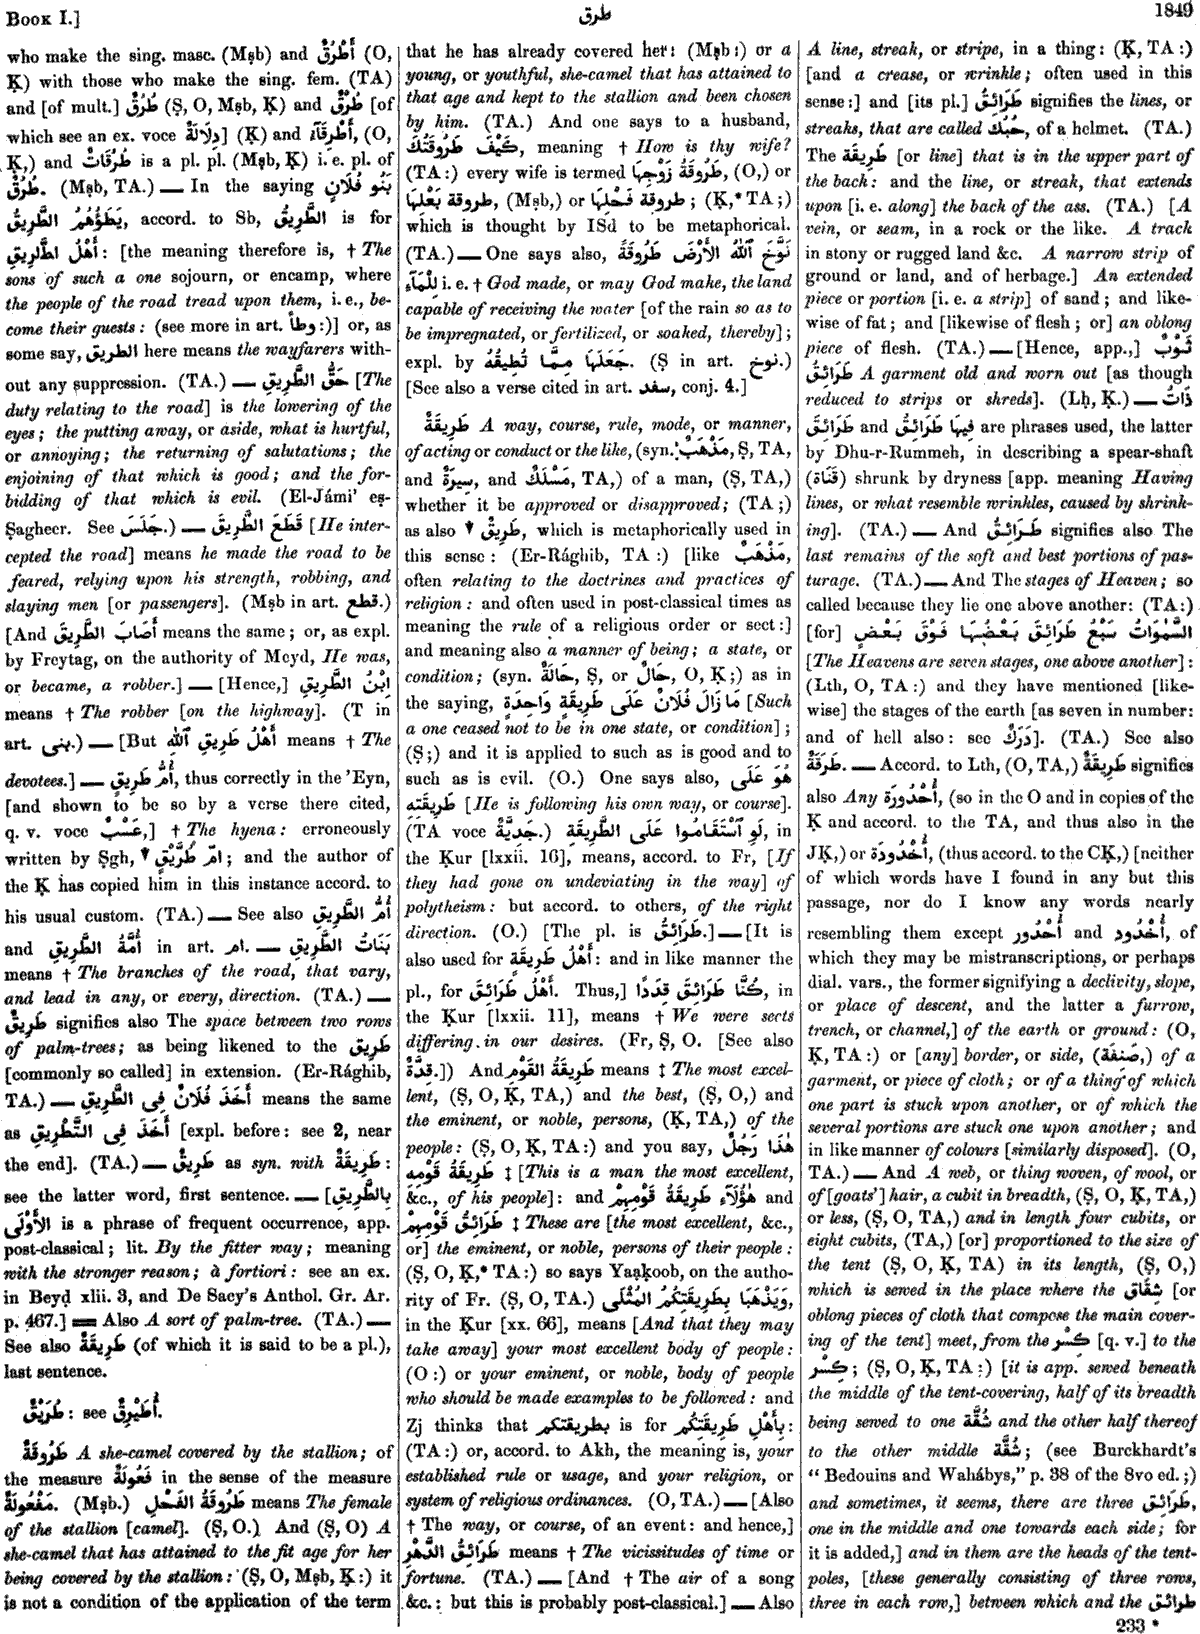 BOOK I.]
طرق
1849
who make the sing. masc. (Mṣb) and أَطْرُقٌ (O,
Ḳ) with those who make the sing. fem. (TA)
and [of mult.] طُرُقٌ (Ṣ, O, Mṣb, Ḳ) and طُرْقٌ [of
which see an ex. voce دِلَالَةٌ] (Ḳ) and أَطْرِقَآءُ, (O,
Ḳ,) and طُرُقَاتٌ is a pl. pl. (Mṣb, Ḳ) i. e. pl. of
طُرُقٌ. (Mṣb, TA.) — In the saying بَنُو فُلَانٍ
يَطَؤُهُمُ الطَّرِيقُ, accord. to Sb, الطَّرِيقُ is for
أَهْلُ الطَّرِيقِ: [the meaning therefore is, † The
sons of such a one sojourn, or encamp, where
the people of the road tread upon them, i. e., be-
come their guests: (see more in art. وطأ:)] or, as
some say, الطريق here means the wayfarers with-
out any suppression. (TA.) — حَقُّ الطَّرِيقِ [The
duty relating to the road] is the lowering of the
eyes; the putting away, or aside, what is hurtful,
or annoying; the returning of salutations; the
enjoining of that which is good; and the for-
bidding of that which is evil. (El-Jámi’ eṣ-
Ṣagheer. See جَلَسَ.) — قَطَعَ الطَّرِيقَ [He inter-
cepted the road] means he made the road to be
feared, relying upon his strength, robbing, and
slaying men [or passengers]. (Mṣb in art. قطع.)
[And أَصَابَ الطَّرِيقَ means the same; or, as expl.
by Freytag, on the authority of Meyd, He was,
or became, a robber.] — [Hence,] ابْنُ الطَّرِيقِ
means † The robber [on the highway]. (T in
art. بنى.) — [But أَهْلُ طَرِيقِ ٱللّٰهِ means † The
devotees.] — أُمُّ طَرِيقٍ, thus correctly in the ’Eyn,
[and shown to be so by a verse there cited,
q. v. voce عَسْبٌ,] † The hyena: erroneously
written by Ṣgh, امّ طُرَّيْقٍ; and the author of
the Ḳ has copied him in this instance accord. to
his usual custom. (TA.) — See also أُمُّ الطَّرِيقِ
and أُمَّةُ الطَّرِيقِ in art. ام. — بَنَاتُ الطَّرِيقِ
means † The branches of the road, that vary,
and lead in any, or every, direction. (TA.) —
طَرِيقٌ signifies also The space between two rows
of palm-trees; as being likened to the طَرِيق
[commonly so called] in extension. (Er-Rághib,
TA.) — أَخَذَ فُلَانٌ فِى الطَّرِيقِ means the same
as أَخَذَ فِى التَّطْرِيقِ [expl. before: see 2, near
the end]. (TA.) — طَرِيقٌ as syn. with طَرِيقَةٌ:
see the latter word, first sentence. — [بِالطَّرِيقِ
الأَوْلَى is a phrase of frequent occurrence, app.
post-classical; lit. By the fitter way; meaning
with the stronger reason; à fortiori: see an ex.
in Beyḍ xlii. 3, and De Sacy’s Anthol. Gr. Ar.
p. 467.] = Also A sort of palm-tree. (TA.) —
See also طَرِيقَةٌ (of which it is said to be a pl.),
last sentence.
طُرَيْقٌ: see أُطَيْرِقٌ.
طَرُوقَةٌ A she-camel covered by the stallion; of
the measure فَعُولَةٌ in the sense of the measure
مَفْعُولَةٌ. (Mṣb.) طَرُوقَةُ الفَحْلِ means The female
of the stallion [camel]. (Ṣ, O.) And (Ṣ, O) A
she-camel that has attained to the fit age for her
being covered by the stallion: (Ṣ, O, Mṣb, Ḳ:) it
is not a condition of the application of the term
that he has already covered her: (Mṣb:) or a
young, or youthful, she-camel that has attained to
that age and kept to the stallion and been chosen
by him. (TA.) And one says to a husband,
كَيْفَ طَرُوقَتُكَ, meaning † How is thy wife?
(TA:) every wife is termed طَرُوقَةُ زَوْجِهَا, (O,) or
طروقة بَعْلِهَا, (Mṣb,) or طروقة فَحْلِهَا; (Ḳ,* TA;)
which is thought by ISd to be metaphorical.
(TA.) — One says also, نَوَّخَ ٱللّٰهُ الأَرْضَ طَرُوقَةً
لِلْمَآءِ i. e. † God made, or may God make, the land
capable of receiving the water [of the rain so as to
be impregnated, or fertilized, or soaked, thereby];
expl. by جَعَلَهَا مِمَّا تُطِيقُهُ. (Ṣ in art. نوخ.)
[See also a verse cited in art. سفد, conj. 4.]
طَرِيقَةٌ A way, course, rule, mode, or manner,
of acting or conduct or the like, (syn. مَذْهَبٌ, Ṣ, TA,
and سِيرَةٌ, and مَسْلَكٌ, TA,) of a man, (Ṣ, TA,)
whether it be approved or disapproved; (TA;)
as also طَرِيقٌ, which is metaphorically used in
this sense: (Er-Rághib, TA:) [like مَذْهَبٌ,
often relating to the doctrines and practices of
religion: and often used in post-classical times as
meaning the rule of a religious order or sect:]
and meaning also a manner of being; a state, or
condition; (syn. حَالَةٌ, Ṣ, or حَالٌ, O, Ḳ;) as in
the saying, مَا زَالَ فُلَانٌ عَلَى طَرِيقَةٍ وَاحِدَةٍ [Such
a one ceased not to be in one state, or condition];
(Ṣ;) and it is applied to such as is good and to
such as is evil. (O.) One says also, هُوَ عَلَى
طَرِيقَتِهِ [He is following his own way, or course].
(TA voce جَدِيَّةٌ.) لَوِ ٱسْتَقَامُوا عَلَى الطَّرِيقَةِ, in
the Ḳur [lxxii. 16], means, accord. to Fr, [If
they had gone on undeviating in the way] of
polytheism: but accord. to others, of the right
direction. (O.) [The pl. is طَرَائِقُ.] — [It is
also used for أَهْلُ طَرِيقَةٍ: and in like manner the
pl., for أَهْلُ طَرَائِقَ. Thus,] كُنَّا طَرَائِقَ قِدَدًا, in
the Ḳur [lxxii. 11], means † We were sects
differing in our desires. (Fr, Ṣ, O. [See also
قِدَّةٌ.]) And طَرِيقَةُ القَوْمِ means ‡ The most excel-
lent, (Ṣ, O, Ḳ, TA,) and the best, (Ṣ, O,) and
the eminent, or noble, persons, (Ḳ, TA,) of the
people: (Ṣ, O, Ḳ, TA:) and you say, هٰذَا رَجُلٌ
طَرِيقَةُ قَوْمِهِ ‡ [This is a man the most excellent,
&c., of his people]: and هٰؤُلَآءِ طَرِيقَةُ قَوْمِهِمْ and
طَرَائِقُ قَوْمِهِمْ ‡ These are [the most excellent, &c.,
or] the eminent, or noble, persons of their people:
(Ṣ, O, Ḳ,* TA:) so says Yaạḳoob, on the autho-
rity of Fr. (Ṣ, O, TA.) وَيَذْهَبَا بِطَرِيقَتِكُمُ المُثْلَى,
in the Ḳur [xx. 66], means [And that they may
take away] your most excellent body of people:
(O:) or your eminent, or noble, body of people
who should be made examples to be followed: and
Zj thinks that بطريقتكم is for بِأَهْلِ طَرِيقَتِكُم:
(TA:) or, accord. to Akh, the meaning is, your
established rule or usage, and your religion, or
system of religious ordinances. (O, TA.) — [Also
† The way, or course, of an event: and hence,]
طَرَائِقُ الدَّهْرِ means † The vicissitudes of time or
fortune. (TA.) — [And † The air of a song
&c.: but this is probably post-classical.] — Also
A line, streak, or stripe, in a thing: (Ḳ, TA:)
[and a crease, or wrinkle; often used in this
sense:] and [its pl.] طَرَائِقُ signifies the lines, or
streaks, that are called حُبُك, of a helmet. (TA.)
The طَرِيقَة [or line] that is in the upper part of
the back: and the line, or streak, that extends
upon [i. e. along] the back of the ass. (TA.) [A
vein, or seam, in a rock or the like. A track
in stony or rugged land &c. A narrow strip of
ground or land, and of herbage.] An extended
piece or portion [i. e. a strip] of sand; and like-
wise of fat; and [likewise of flesh; or] an oblong
piece of flesh. (TA.) — [Hence, app.,] ثَوْبٌ
طَرَائِقُ A garment old and worn out [as though
reduced to strips or shreds]. (Lḥ, Ḳ.) — ذَاتُ
طَرَائِقَ and فِيهَا طَرَائِقُ are phrases used, the latter
by Dhu-r-Rummeh, in describing a spear-shaft
(قَنَاة) shrunk by dryness [app. meaning Having
lines, or what resemble wrinkles, caused by shrink-
ing]. (TA.) — And طَرَائِقُ signifies also The
last remains of the soft and best portions of pas-
turage. (TA.) — And The stages of Heaven; so
called because they lie one above another: (TA:)
[for] السَّمٰوَاتُ سَبْعُ طَرَائِقَ بَعْضُهَا فَوْقَ بَعْضٍ
[The Heavens are seven stages, one above another]:
(Lth, O, TA:) and they have mentioned [like-
wise] the stages of the earth [as seven in number:
and of hell also: see دَرَكٌ]. (TA.) See also
طَرَقَةٌ. — Accord. to Lth, (O, TA,) طَرِيقَةٌ signifies
also Any أُحْدُورَة, (so in the O and in copies of the
Ḳ and accord. to the TA, and thus also in the
JK,) or أُخْدُودَة, (thus accord. to the CḲ,) [neither
of which words have I found in any but this
passage, nor do I know any words nearly
resembling them except أُحْدُور and أُخْدُود, of
which they may be mistranscriptions, or perhaps
dial. vars., the former signifying a declivity, slope,
or place of descent, and the latter a furrow,
trench, or channel,] of the earth or ground: (O,
Ḳ, TA:) or [any] border, or side, (صَنِفَة,) of a
garment, or piece of cloth; or of a thing of which
one part is stuck upon another, or of which the
several portions are stuck one upon another; and
in like manner of colours [similarly disposed]. (O,
TA.) — And A web, or thing woven, of wool, or
of [goats’] hair, a cubit in breadth, (Ṣ, O, Ḳ, TA,)
or less, (Ṣ, O, TA,) and in length four cubits, or
eight cubits, (TA,) [or] proportioned to the size of
the tent (Ṣ, O, Ḳ, TA) in its length, (Ṣ, O,)
which is sewed in the place where the شِقَاق [or
oblong pieces of cloth that compose the main cover-
ing of the tent] meet, from the كِسْر [q. v.] to the
كِسْر; (Ṣ, O, Ḳ, TA:) [it is app. sewed beneath
the middle of the tent-covering, half of its breadth
being sewed to one شُقَّة and the other half thereof
to the other middle شُقَّة; (see Burckhardt’s
“Bedouins and Wahábys,” p. 38 of the 8vo ed.;)
and sometimes, it seems, there are three طَرَائِق,
one in the middle and one towards each side; for
it is added,] and in them are the heads of the tent-
poles, [these generally consisting of three rows,
three in each row,] between which and the طرائق
233 *